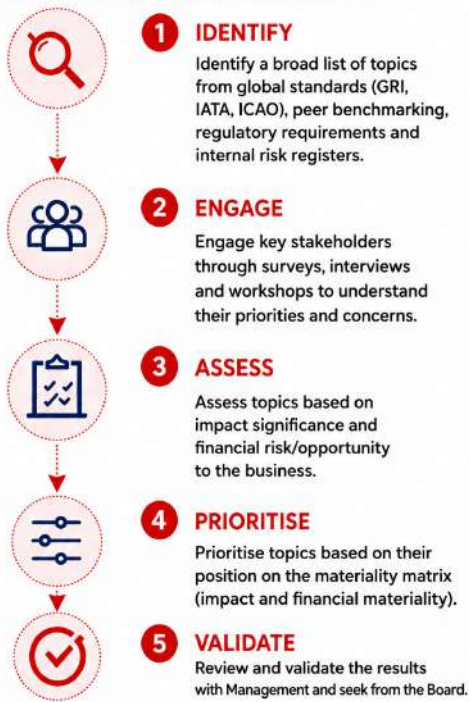 1 IDENTIFY
Identify a broad list of topics
from global standards (GRI,
IATA, ICAO), peer benchmarking,
regulatory requirements and
internal risk registers.
2 ENGAGE
Engage key stakeholders
through surveys, interviews
and workshops to understand
their priorities and concerns.
3 ASSESS
Assess topics based on
impact significance and
financial risk/opportunity
to the business.
4 PRIORITISE
Prioritise topics based on their
position on the materiality matrix
(impact and financial materiality).
5 VALIDATE
Review and validate the results
with Management and seek from the Board.